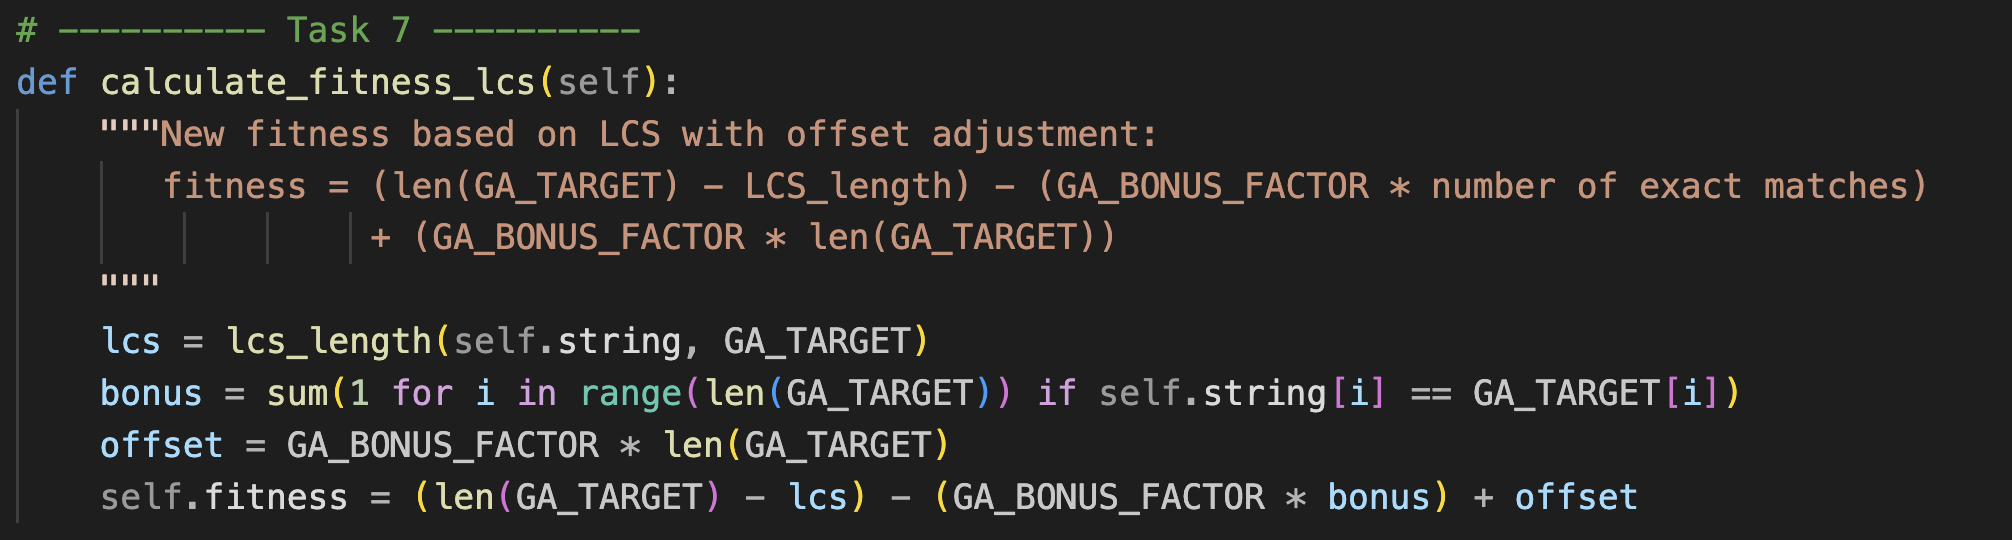 # ---------- Task 7 ----------
def calculate_fitness_lcs(self):
    """New fitness based on LCS with offset adjustment:
       fitness = (len(GA_TARGET) - LCS_length) - (GA_BONUS_FACTOR * number of exact matches)
                 + (GA_BONUS_FACTOR * len(GA_TARGET))
    """
    lcs = lcs_length(self.string, GA_TARGET)
    bonus = sum(1 for i in range(len(GA_TARGET)) if self.string[i] == GA_TARGET[i])
    offset = GA_BONUS_FACTOR * len(GA_TARGET)
    self.fitness = (len(GA_TARGET) - lcs) - (GA_BONUS_FACTOR * bonus) + offset